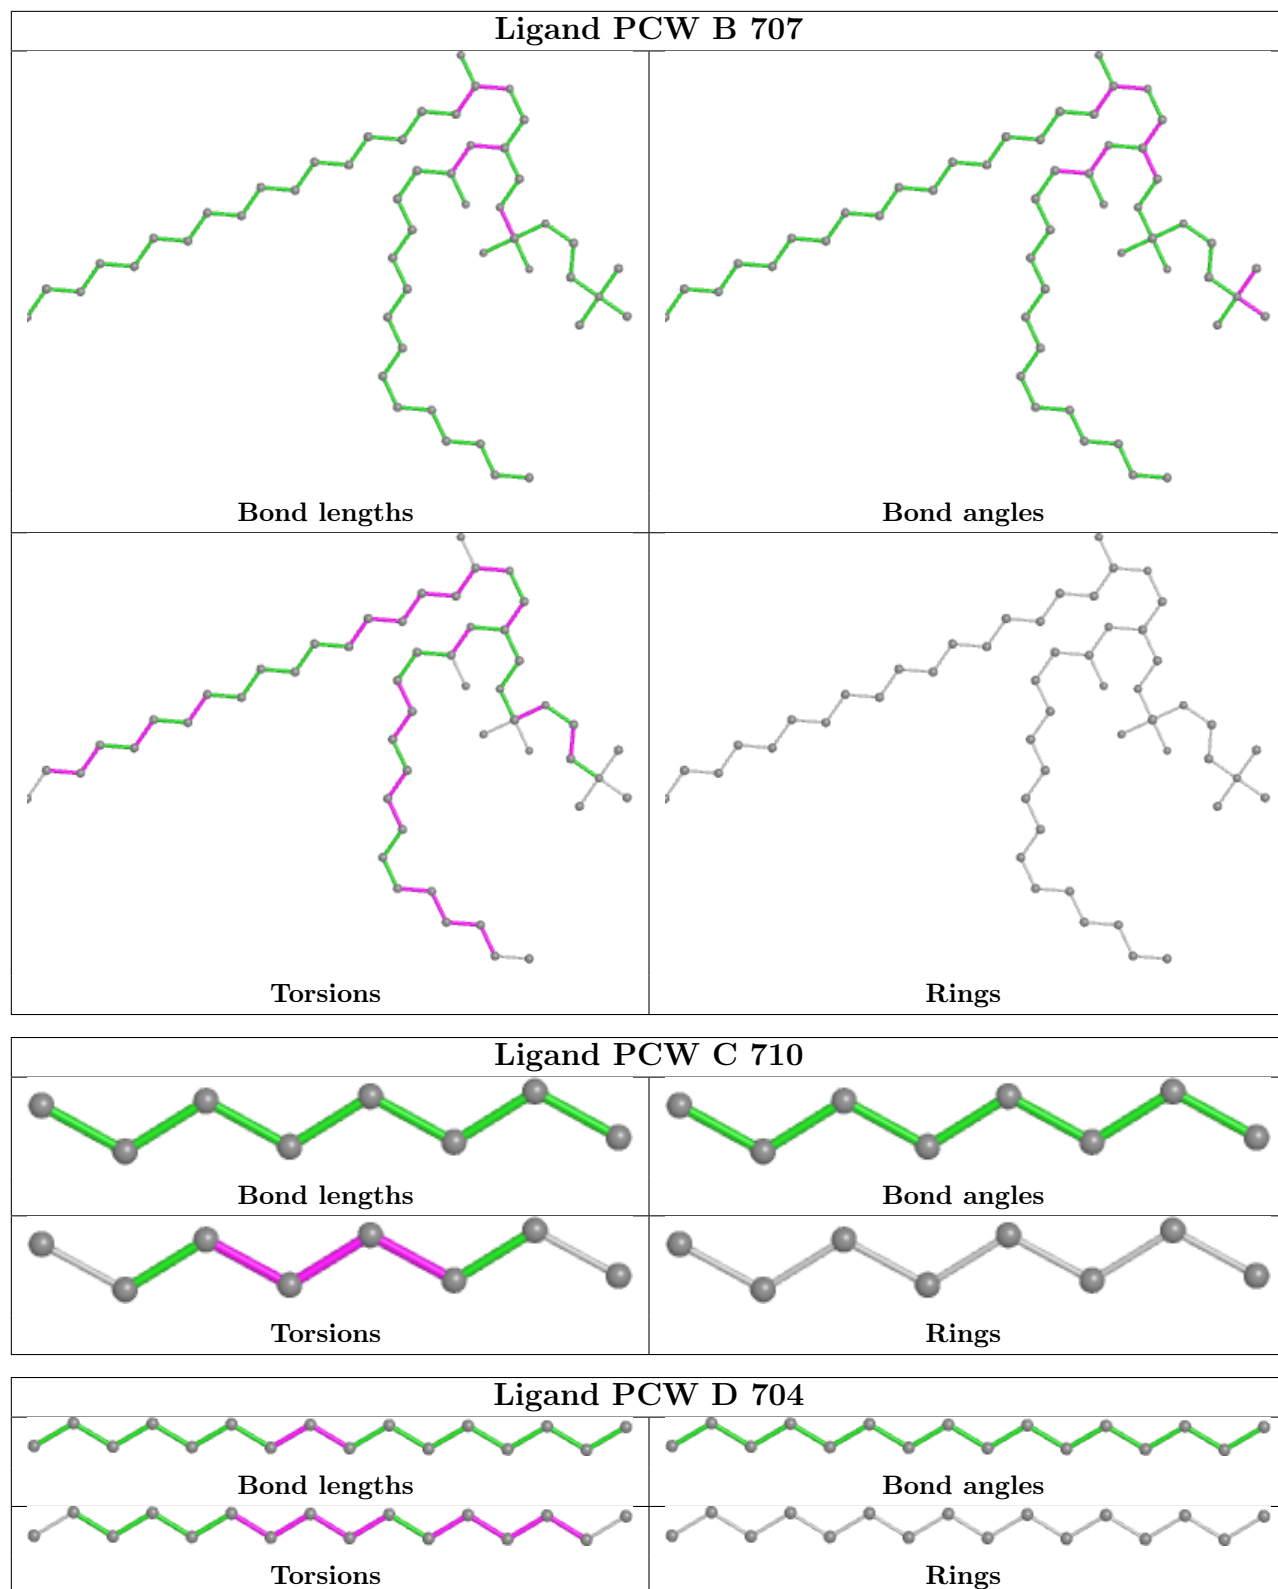 Ligand PCW B 707
Bond lengths
Bond angles
Torsions
Rings
Ligand PCW C 710
Bond lengths
Bond angles
Torsions
Rings
Ligand PCW D 704
Bond lengths
Bond angles
Torsions
Rings